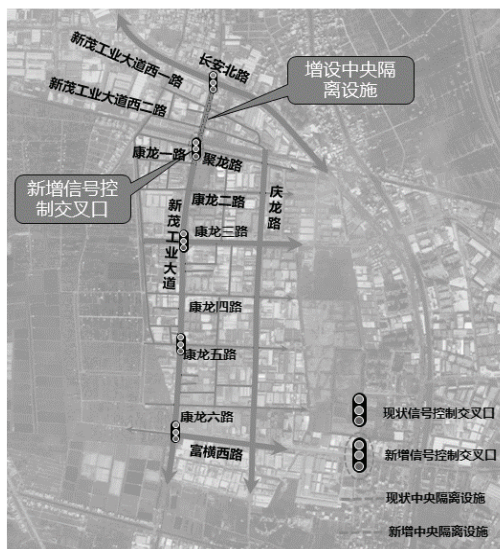 新茂工业大道西一路
长安北路
增设中央隔
离设施
新茂工业大道西二路
康龙一路
聚龙路
新增信号控
制交叉口
康龙二路
庆龙路
新茂工业大道
康龙三路
康龙四路
康龙五路
康龙六路
富横西路
现状信号控制交叉口
新增信号控制交叉口
现状中央隔离设施
新增中央隔离设施